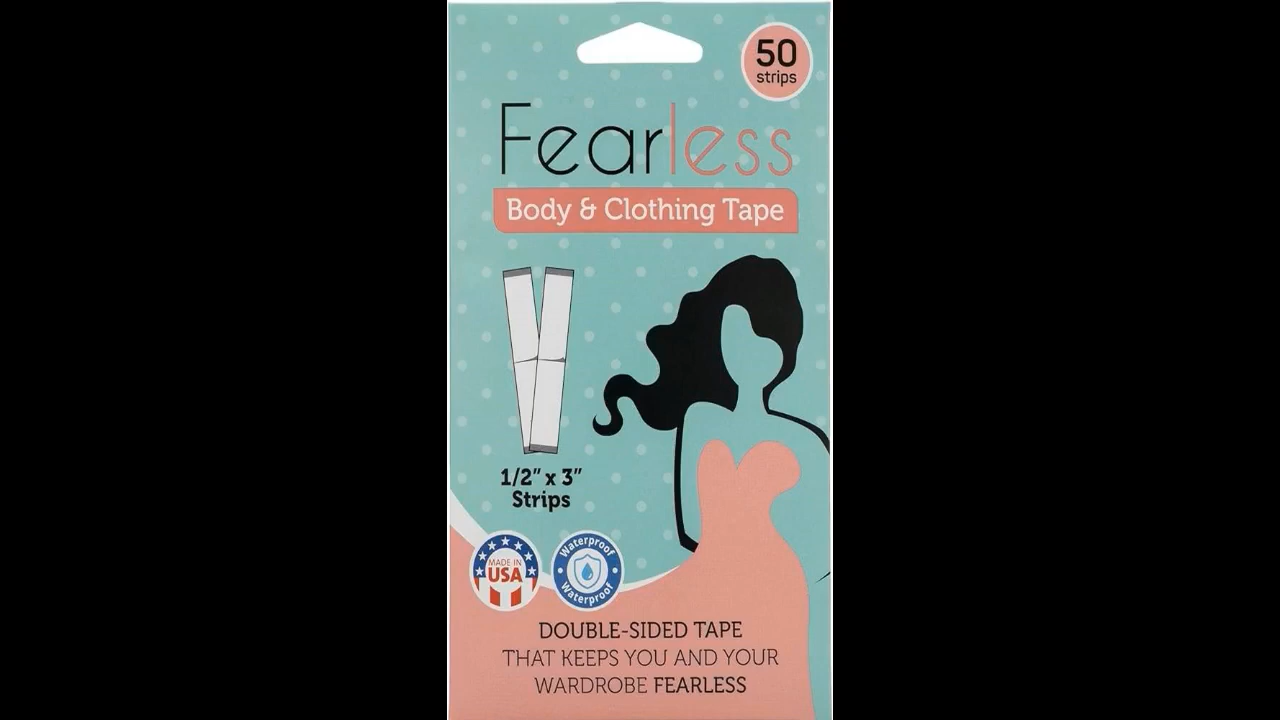 50
strips
Fearless
Body & Clothing Tape
1/2” x 3”
Strips
MADE IN
USA
Waterproof
Waterproof
DOUBLE-SIDED TAPE
THAT KEEPS YOU AND YOUR
WARDROBE FEARLESS